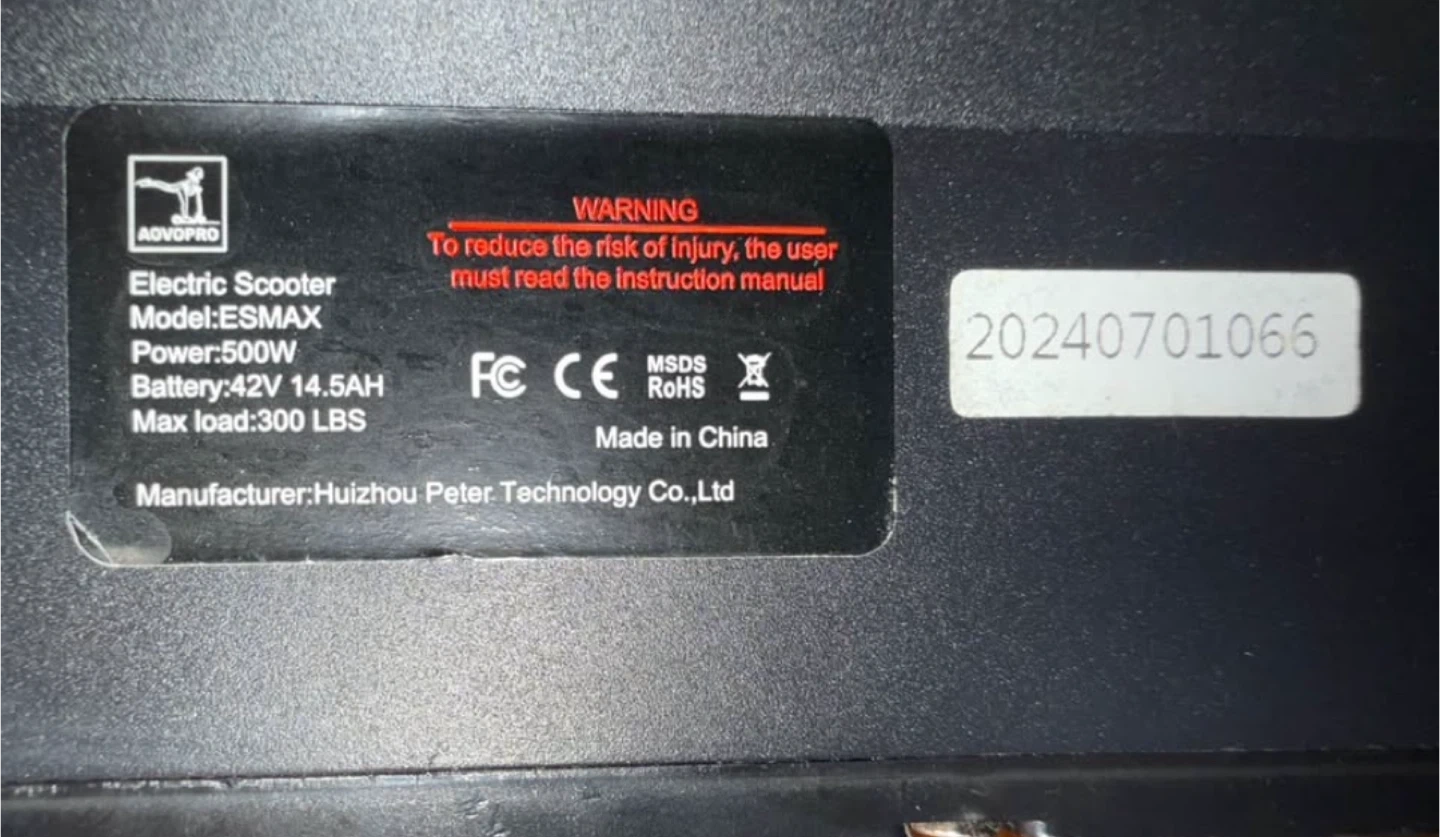 AOVOPRO
Electric Scooter
Model:ESMAX
Power:500W
Battery:42V 14.5AH
Max load:300 LBS
WARNING
To reduce the risk of injury, the user
must read the instruction manual
FC CE MSDS
RoHS
Made in China
Manufacturer:Huizhou Peter Technology Co.,Ltd
20240701066